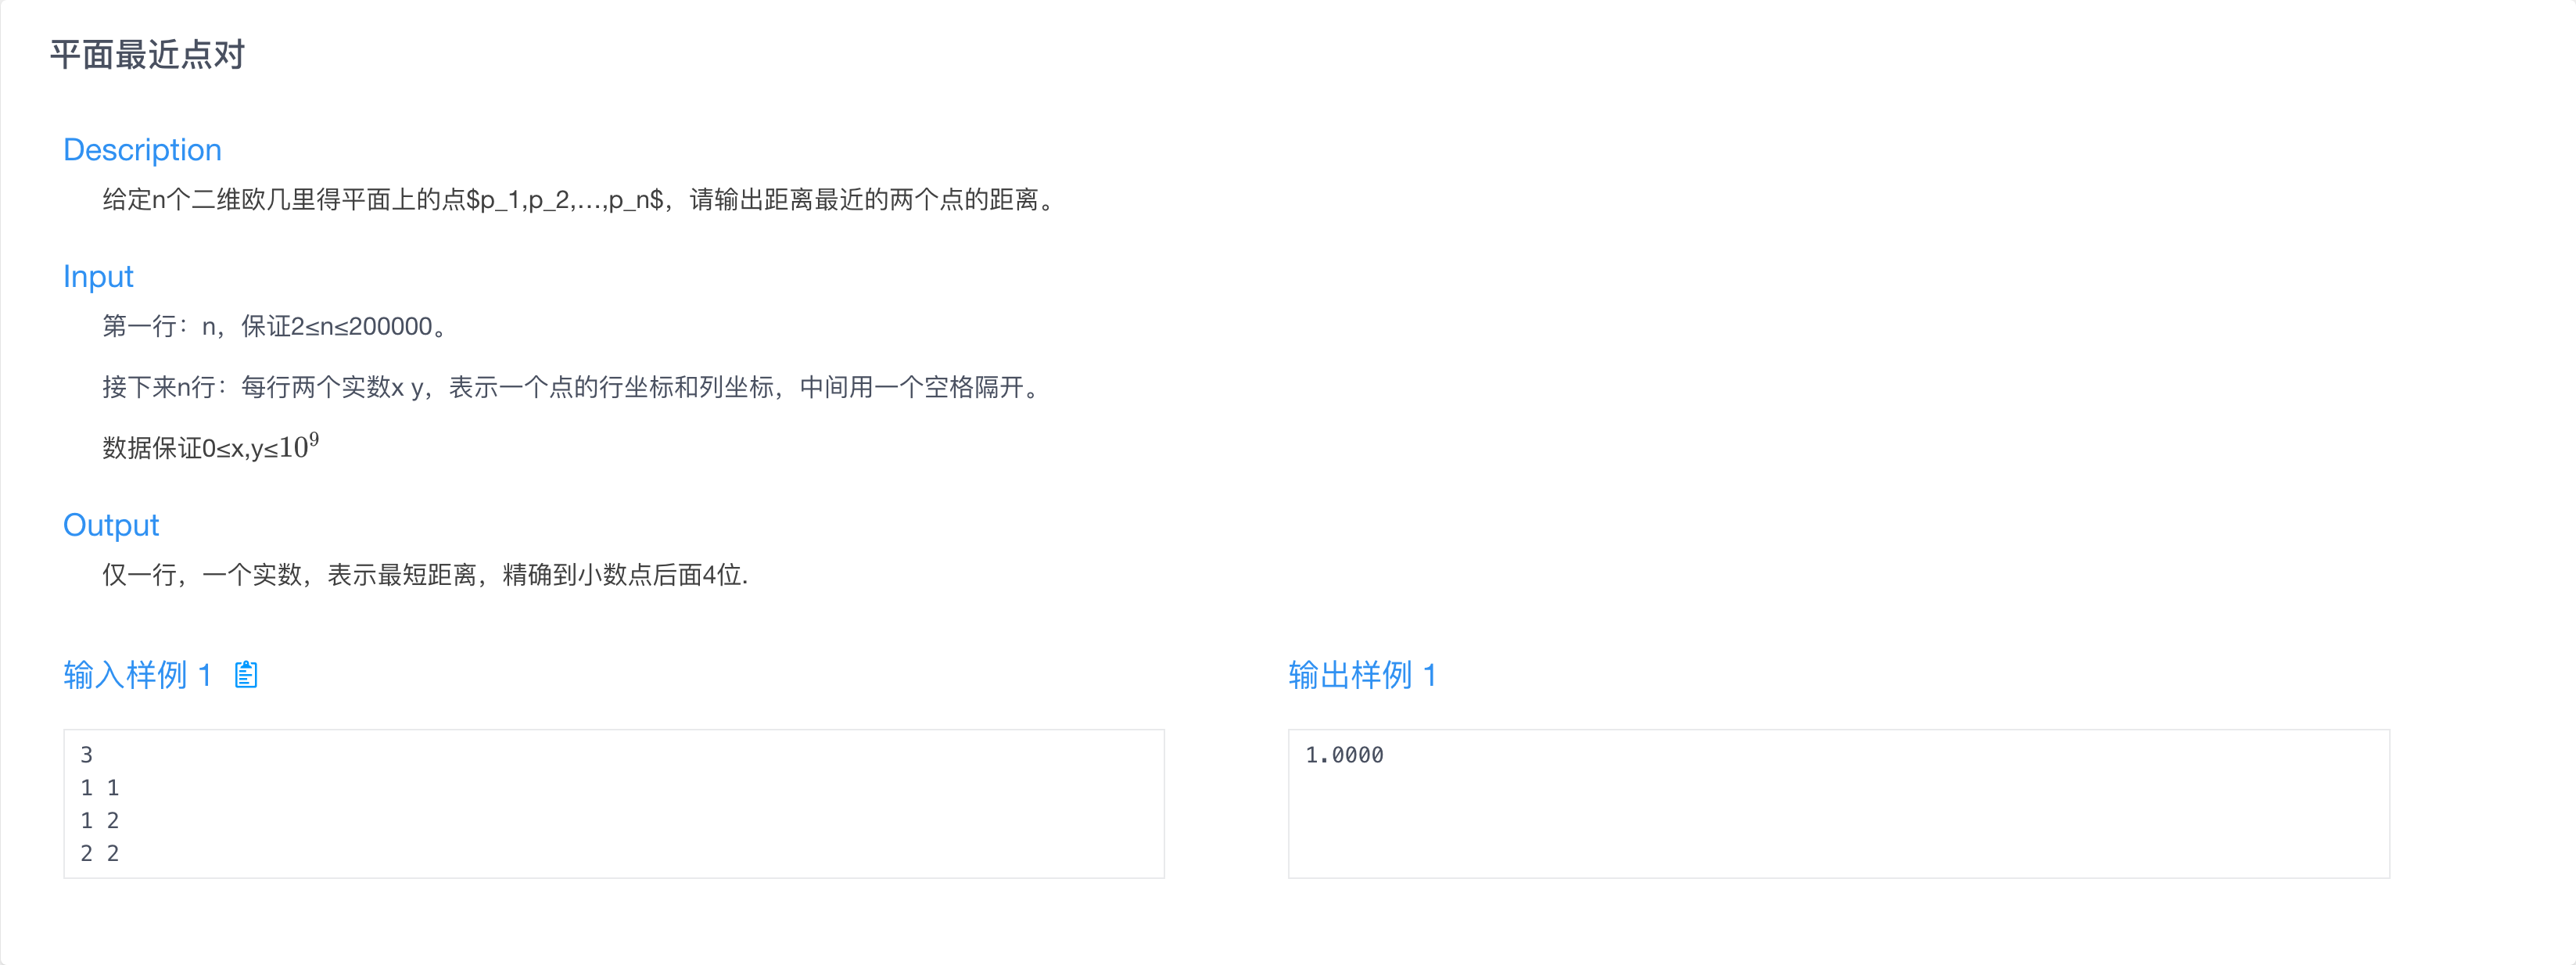 平面最近点对
Description
给定n个二维欧几里得平面上的点$p_1,p_2,…,p_n$，请输出距离最近的两个点的距离。
Input
第一行：n，保证2≤n≤200000。
接下来n行：每行两个实数x y，表示一个点的行坐标和列坐标，中间用一个空格隔开。
数据保证0≤x,y≤10⁹
Output
仅一行，一个实数，表示最短距离，精确到小数点后面4位.
输入样例 1
3
1 1
1 2
2 2
输出样例 1
1.0000